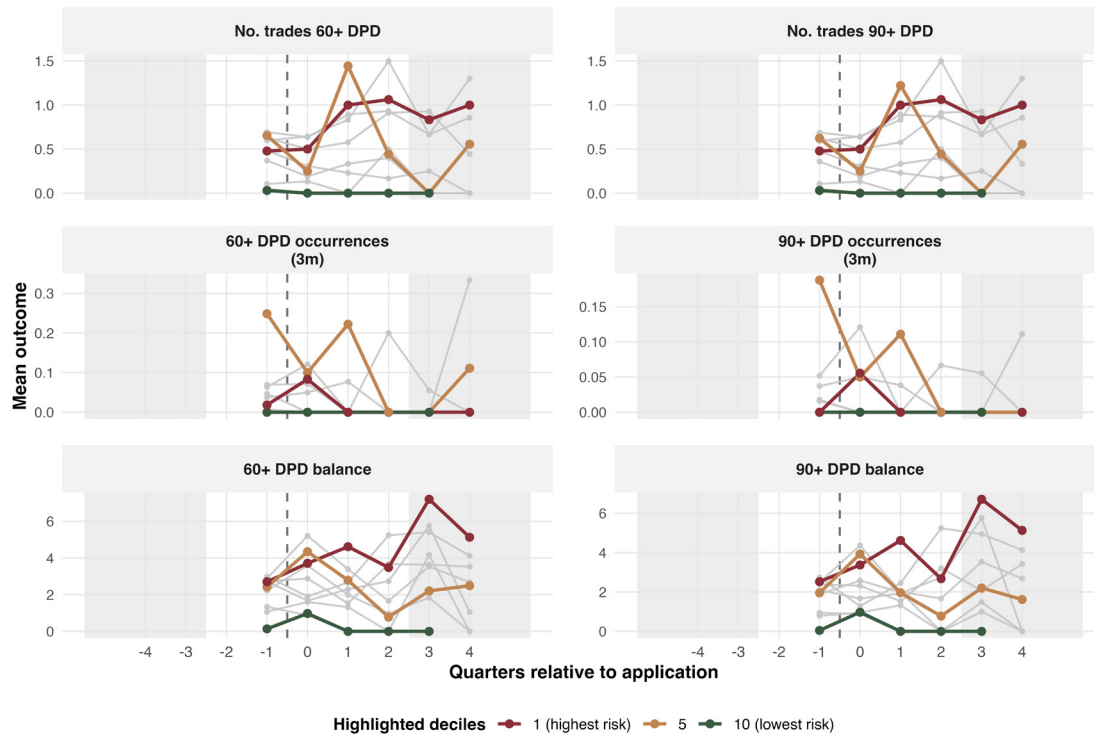 No. trades 60+ DPD
No. trades 90+ DPD
1.5
1.0
0.5
0.0
1.5
1.0
0.5
0.0
60+ DPD occurrences
(3m)
90+ DPD occurrences
(3m)
Mean outcome
0.3
0.2
0.1
0.0
0.15
0.10
0.05
0.00
60+ DPD balance
90+ DPD balance
6
4
2
0
6
4
2
0
-4 -3 -2 -1 0 1 2 3 4
-4 -3 -2 -1 0 1 2 3 4
Quarters relative to application
Highlighted deciles 1 (highest risk) 5 10 (lowest risk)